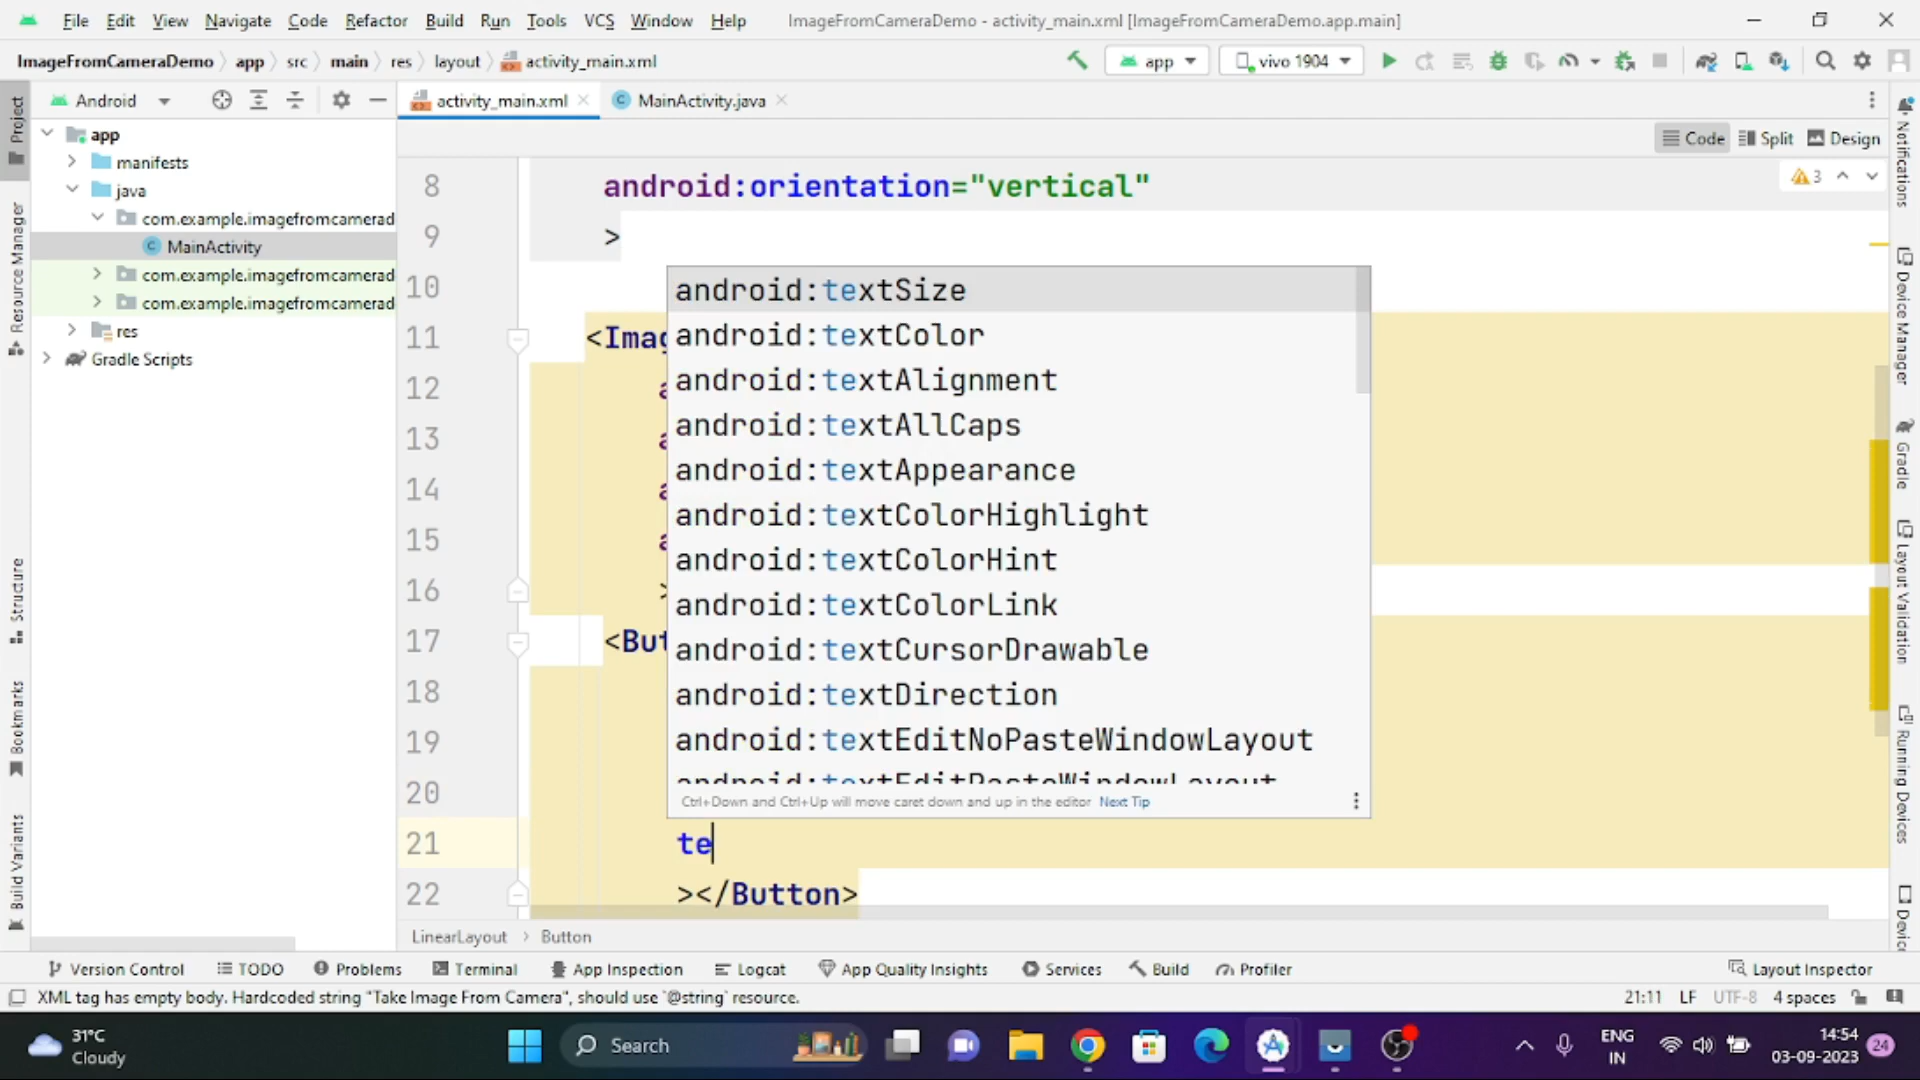 File Edit View Navigate Code Refactor Build Run Tools VCS Window Help ImageFromCameraDemo - activity_main.xml [ImageFromCameraDemo.app.main]
ImageFromCameraDemo app src main res layout activity_main.xml app vivo 1904
Android activity_main.xml MainActivity.java
Code Split Design
app
manifests
java
com.example.imagefromcamerad
MainActivity
com.example.imagefromcamerad
com.example.imagefromcamerad
res
Gradle Scripts
Project
Resource Manager
Structure
Bookmarks
Build Variants
3
8 android:orientation="vertical"
9 >
10
11 <Imag
12 a
13 a
14 a
15 a
16 >
17 <But
18
19
20
21 te
22 ></Button>
android:textSize
android:textColor
android:textAlignment
android:textAllCaps
android:textAppearance
android:textColorHighlight
android:textColorHint
android:textColorLink
android:textCursorDrawable
android:textDirection
android:textEditNoPasteWindowLayout
android:textEditPasteWindowLayout
Ctrl+Down and Ctrl+Up will move caret down and up in the editor Next Tip
Notifications
Device Manager
Gradle
Layout Validation
Running Devices
Devic
LinearLayout Button
Version Control TODO Problems Terminal App Inspection Logcat App Quality Insights Services Build Profiler Layout Inspector
XML tag has empty body. Hardcoded string "Take Image From Camera", should use `@string` resource. 21:11 LF UTF-8 4 spaces
31°C
Cloudy
Search
ENG
IN
14:54
03-09-2023
24